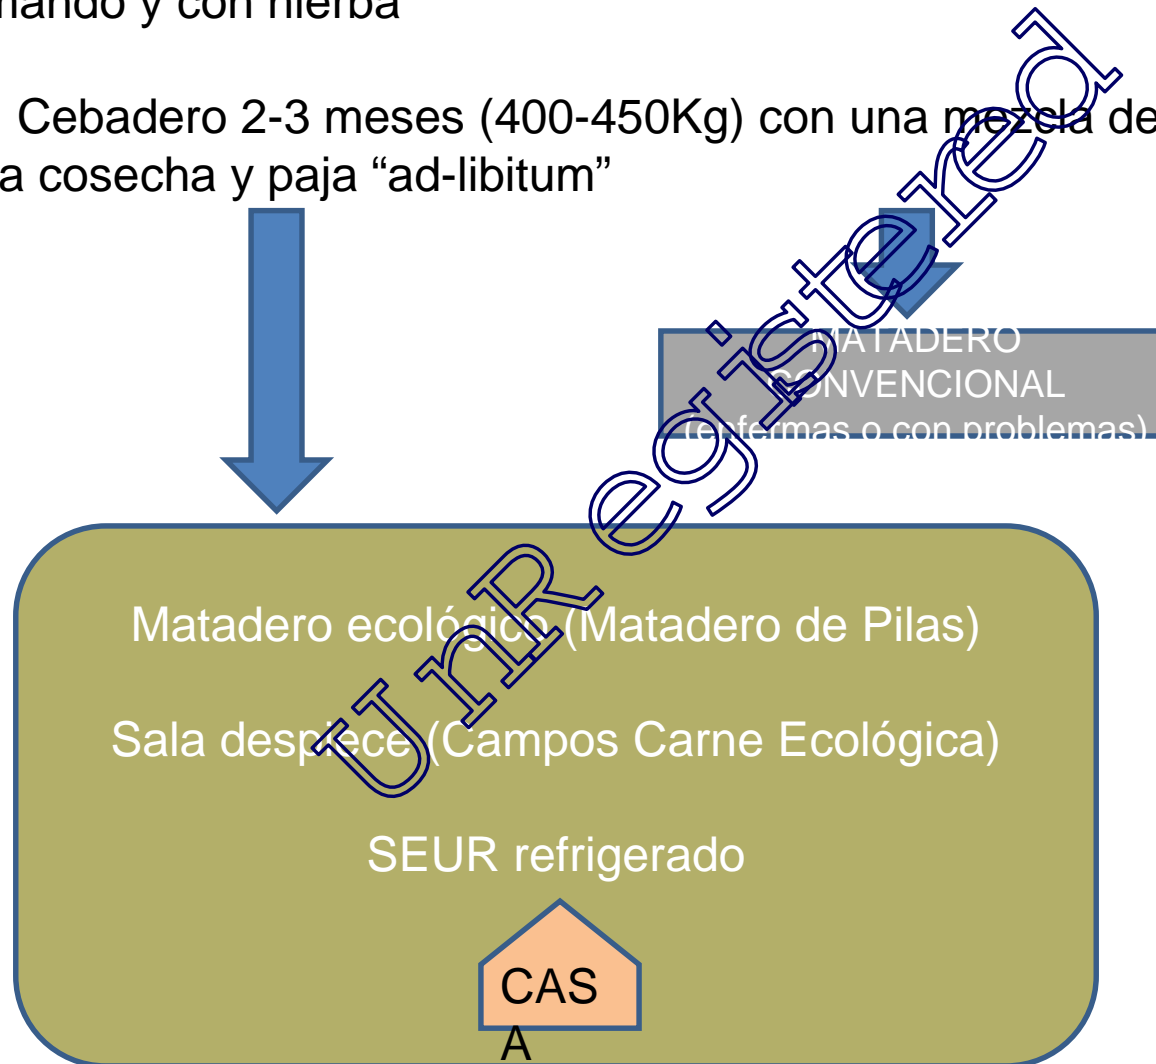 mando y con hierba
Cebadero 2-3 meses (400-450Kg) con una mezcla de
a cosecha y paja “ad-libitum”
MATADERO
CONVENCIONAL
(enfermas o con problemas)
Matadero ecológico (Matadero de Pilas)
Sala despiece (Campos Carne Ecológica)
SEUR refrigerado
CAS
A
UnRegistered